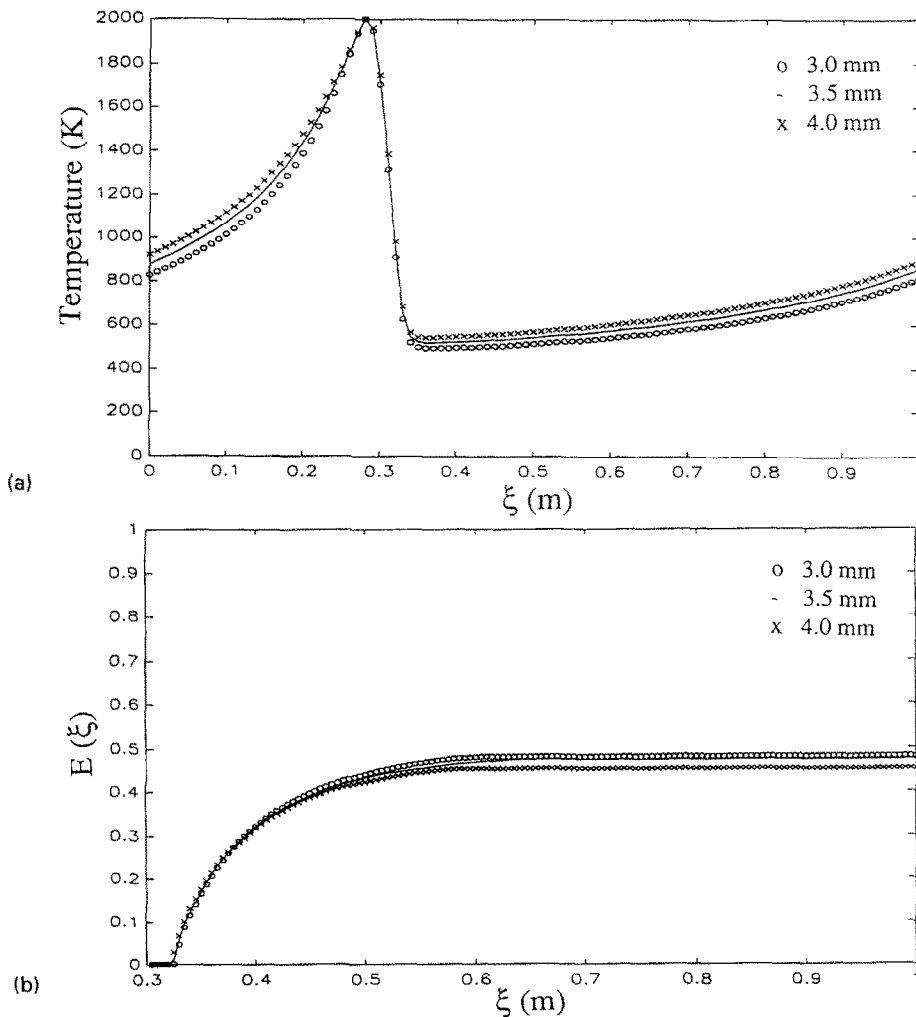 2000
1800
1600
1400
1200
1000
800
600
400
200
0
Temperature (K)
o 3.0 mm
- 3.5 mm
x 4.0 mm
0 0.1 0.2 0.3 0.4 0.5 0.6 0.7 0.8 0.9
ξ (m)
(a)
1
0.9
0.8
0.7
0.6
0.5
0.4
0.3
0.2
0.1
0
E (ξ)
o 3.0 mm
- 3.5 mm
x 4.0 mm
0.3 0.4 0.5 0.6 0.7 0.8 0.9
ξ (m)
(b)